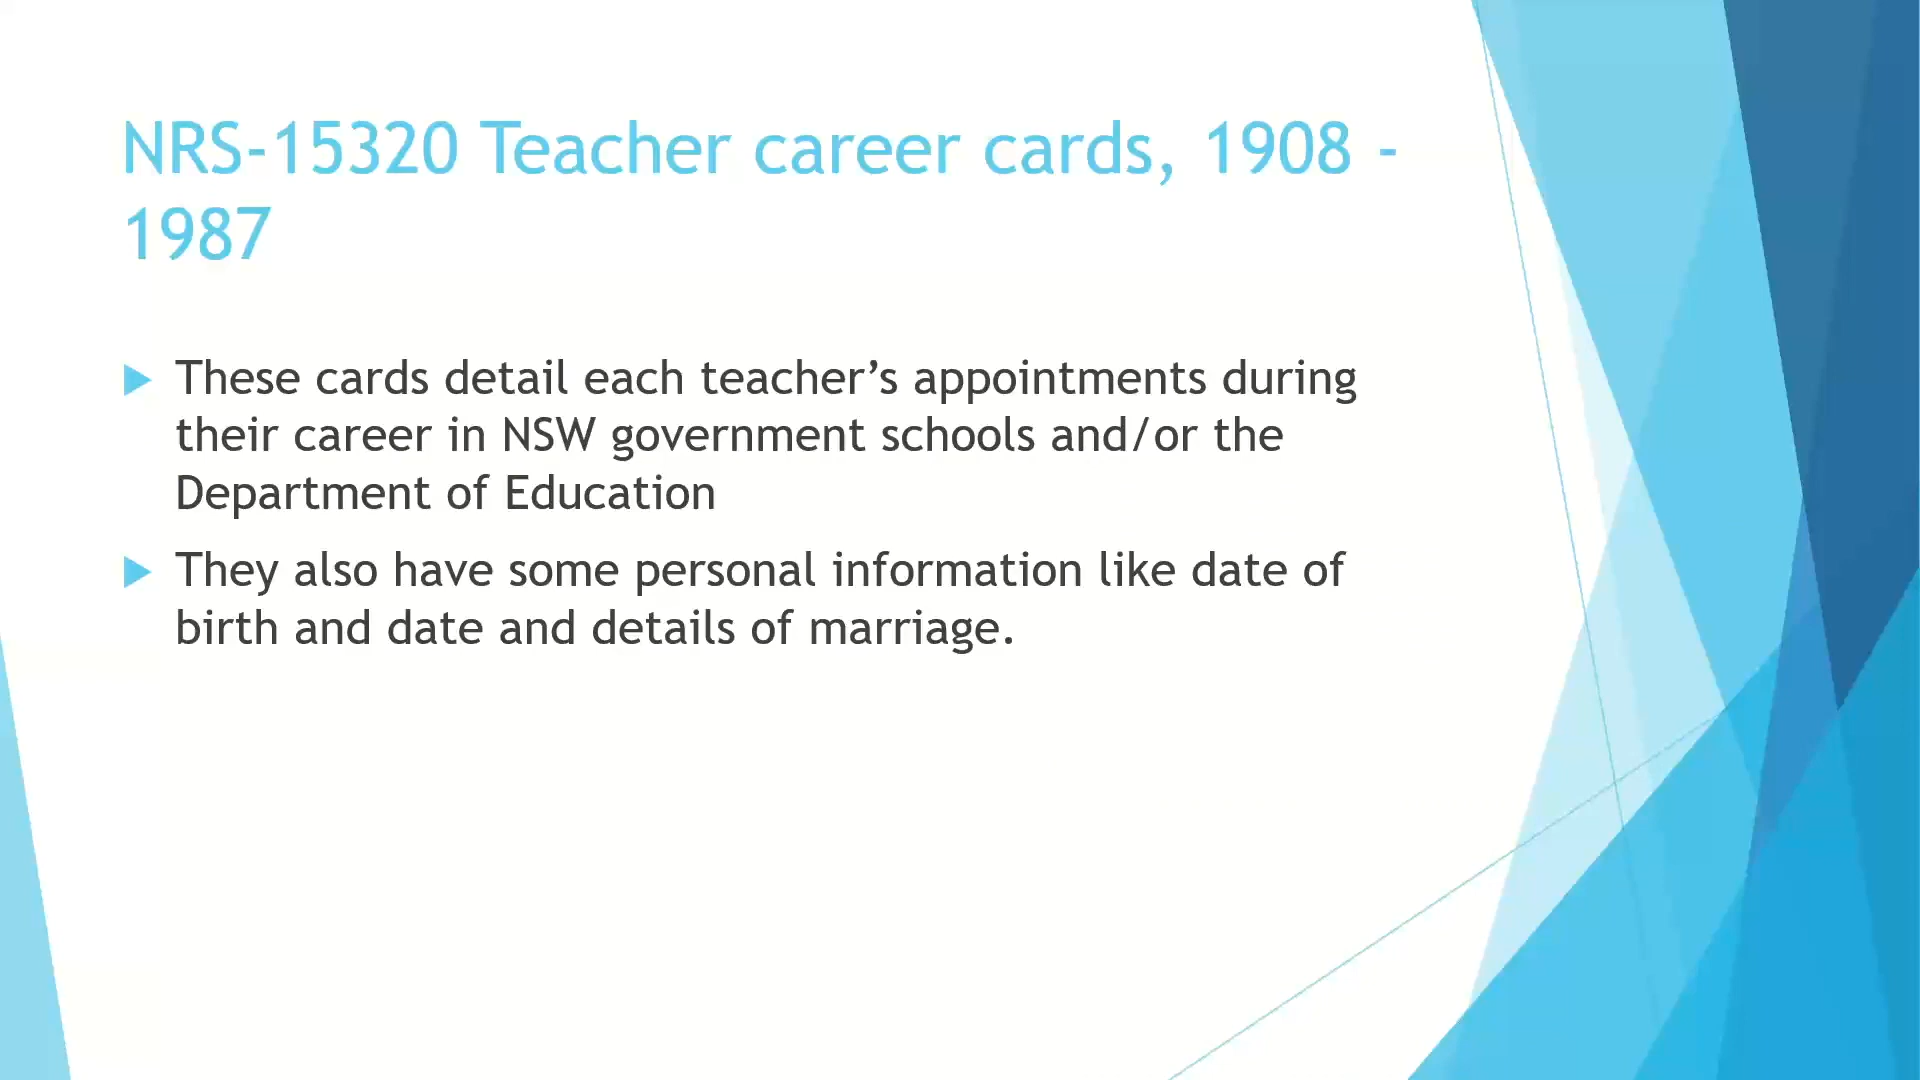 NRS-15320 Teacher career cards, 1908 -
1987
These cards detail each teacher’s appointments during
their career in NSW government schools and/or the
Department of Education
They also have some personal information like date of
birth and date and details of marriage.